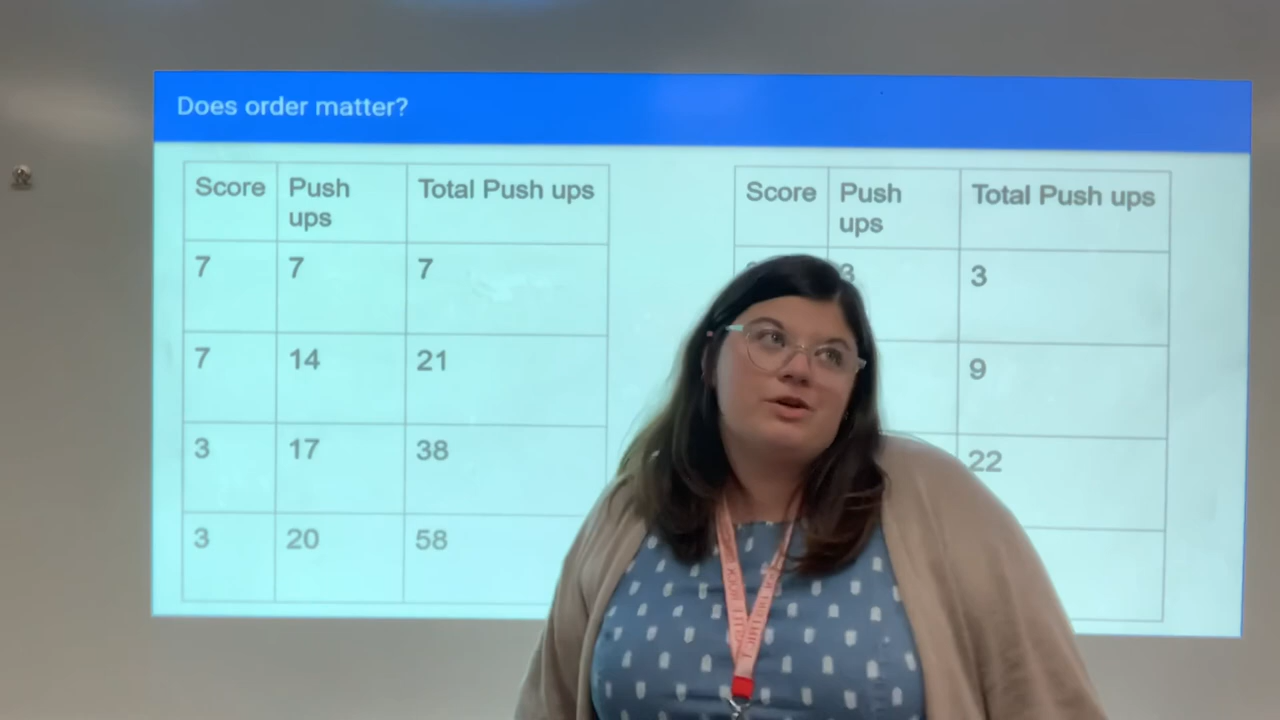 Does order matter?
Score Push ups Total Push ups
7 7 7
7 14 21
3 17 38
3 20 58
Score Push ups Total Push ups
3 3
9
22